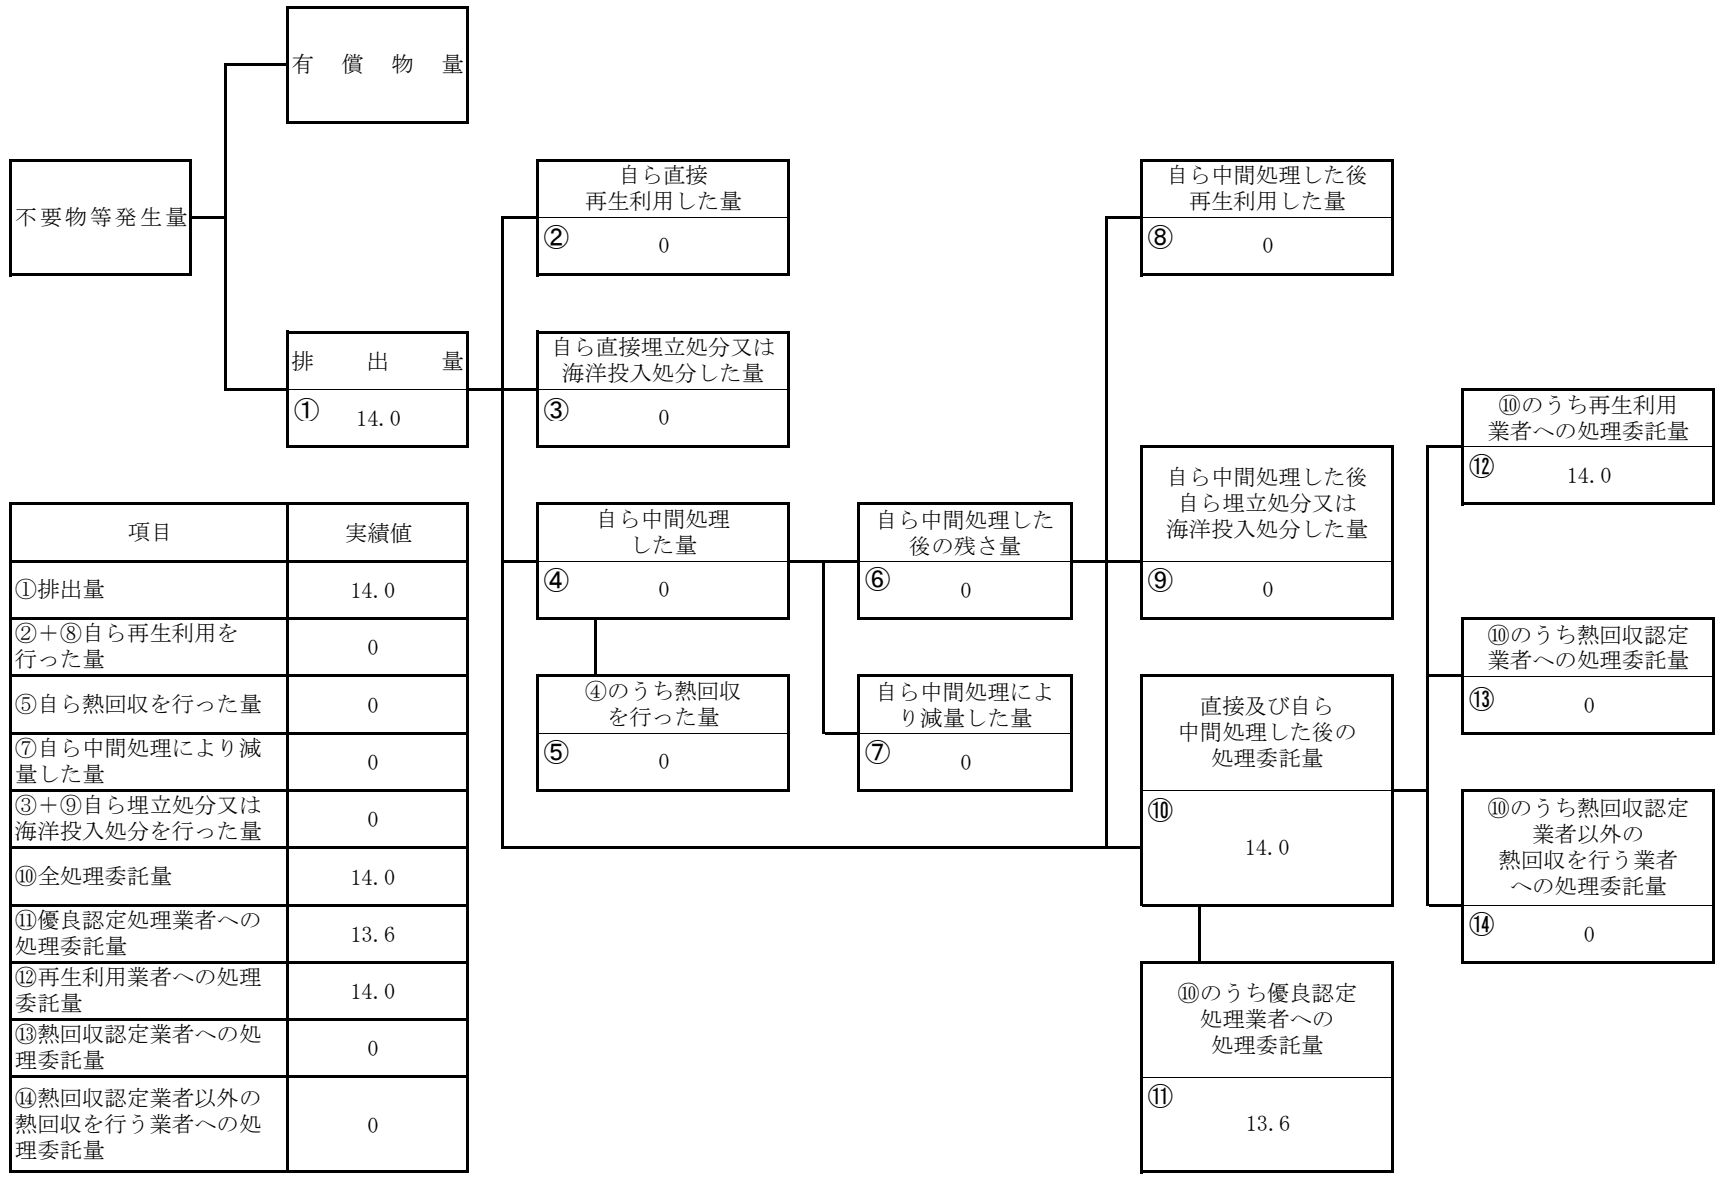 有償物量
不要物等発生量
排出量
①
14.0
自ら直接
再生利用した量
②
0
自ら直接埋立処分又は
海洋投入処分した量
③
0
自ら中間処理
した量
④
0
④のうち熱回収
を行った量
⑤
0
自ら中間処理した
後の残さ量
⑥
0
自ら中間処理によ
り減量した量
⑦
0
自ら中間処理した後
再生利用した量
⑧
0
自ら中間処理した後
自ら埋立処分又は
海洋投入処分した量
⑨
0
直接及び自ら
中間処理した後の
処理委託量
⑩
14.0
⑩のうち優良認定
処理業者への
処理委託量
⑪
13.6
⑩のうち再生利用
業者への処理委託量
⑫
14.0
⑩のうち熱回収認定
業者への処理委託量
⑬
0
⑩のうち熱回収認定
業者以外の
熱回収を行う業者
への処理委託量
⑭
0
項目
実績値
①排出量
14.0
②+⑧自ら再生利用を
行った量
0
⑤自ら熱回収を行った量
0
⑦自ら中間処理により減
量した量
0
③+⑨自ら埋立処分又は
海洋投入処分を行った量
0
⑩全処理委託量
14.0
⑪優良認定処理業者への
処理委託量
13.6
⑫再生利用業者への処理
委託量
14.0
⑬熱回収認定業者への処
理委託量
0
⑭熱回収認定業者以外の
熱回収を行う業者への処
理委託量
0